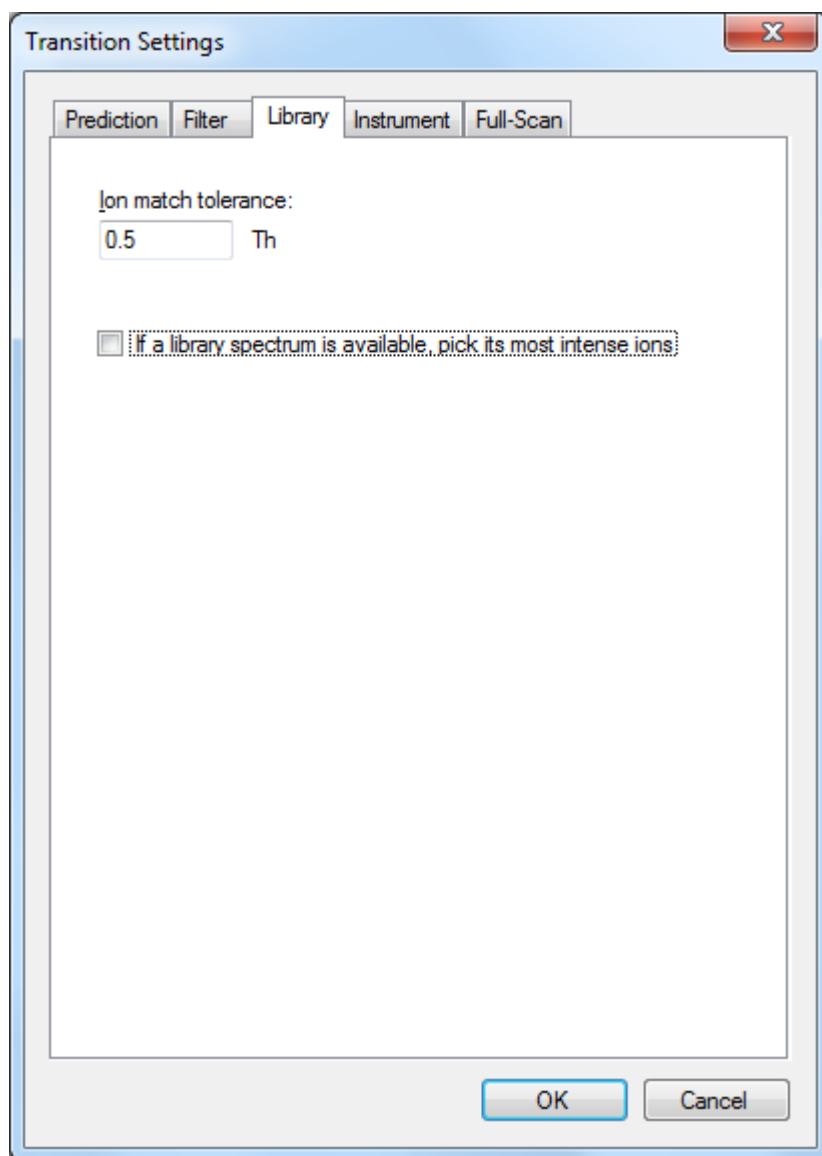 Transition Settings
Prediction Filter Library Instrument Full-Scan
Ion match tolerance:
0.5 Th
If a library spectrum is available, pick its most intense ions
OK Cancel